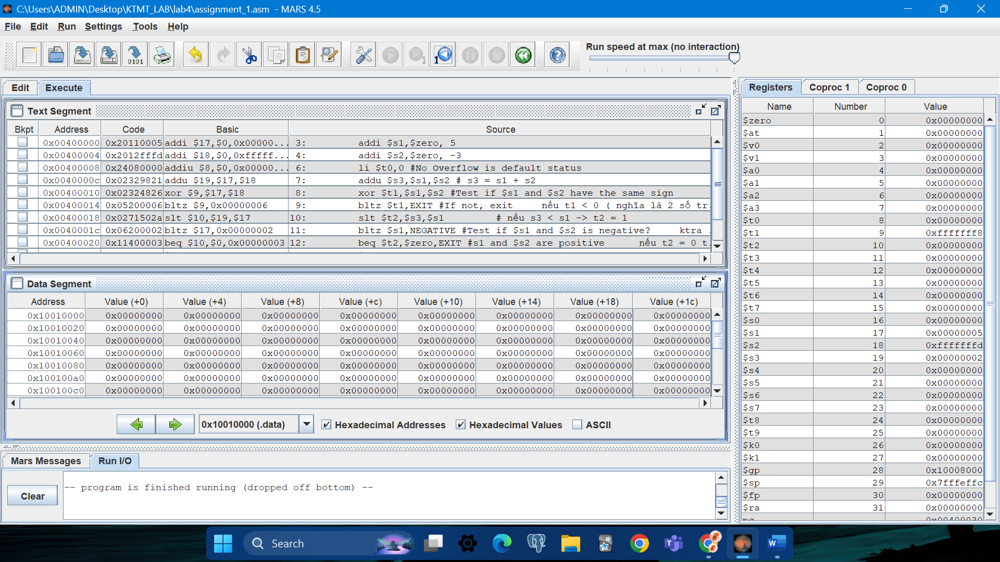 C:\Users\ADMIN\Desktop\KTMT_LAB\lab4\assignment_1.asm - MARS 4.5
File Edit Run Settings Tools Help
Run speed at max (no interaction)
Edit Execute
Text Segment
Bkpt Address Code Basic Source
0x00400000 0x20110005 addi $17,$0,0x00000... 3: addi $s1,$zero, 5
0x00400004 0x2012fffd addi $18,$0,0xfffff... 4: addi $s2,$zero, -3
0x00400008 0x24080000 addiu $8,$0,0x00000... 6: li $t0,0 #No Overflow is default status
0x0040000c 0x02329821 addu $19,$17,$18 7: addu $s3,$s1,$s2 # s3 = s1 + s2
0x00400010 0x02324826 xor $9,$17,$18 8: xor $t1,$s1,$s2 #Test if $s1 and $s2 have the same sign
0x00400014 0x05200006 bltz $9,0x00000006 9: bltz $t1,EXIT #If not, exit nếu t1 < 0 ( nghĩa là 2 số tr.
0x00400018 0x0271502a slt $10,$19,$17 10: slt $t2,$s3,$s1 # nếu s3 < s1 -> t2 = 1
0x0040001c 0x06200002 bltz $17,0x00000002 11: bltz $s1,NEGATIVE #Test if $s1 and $s2 is negative? ktra .
0x00400020 0x11400003 beq $10,$0,0x00000003 12: beq $t2,$zero,EXIT #s1 and $s2 are positive nếu t2 = 0 t.
Data Segment
Address Value (+0) Value (+4) Value (+8) Value (+c) Value (+10) Value (+14) Value (+18) Value (+1c)
0x10010000 0x00000000 0x00000000 0x00000000 0x00000000 0x00000000 0x00000000 0x00000000 0x00000000
0x10010020 0x00000000 0x00000000 0x00000000 0x00000000 0x00000000 0x00000000 0x00000000 0x00000000
0x10010040 0x00000000 0x00000000 0x00000000 0x00000000 0x00000000 0x00000000 0x00000000 0x00000000
0x10010060 0x00000000 0x00000000 0x00000000 0x00000000 0x00000000 0x00000000 0x00000000 0x00000000
0x10010080 0x00000000 0x00000000 0x00000000 0x00000000 0x00000000 0x00000000 0x00000000 0x00000000
0x100100a0 0x00000000 0x00000000 0x00000000 0x00000000 0x00000000 0x00000000 0x00000000 0x00000000
0x100100c0 0x00000000 0x00000000 0x00000000 0x00000000 0x00000000 0x00000000 0x00000000 0x00000000
0x10010000 (.data) Hexadecimal Addresses Hexadecimal Values ASCII
Mars Messages Run I/O
-- program is finished running (dropped off bottom) --
Clear
Registers Coproc 1 Coproc 0
Name Number Value
$zero 0 0x00000000
$at 1 0x00000000
$v0 2 0x00000000
$v1 3 0x00000000
$a0 4 0x00000000
$a1 5 0x00000000
$a2 6 0x00000000
$a3 7 0x00000000
$t0 8 0x00000000
$t1 9 0xfffffff8
$t2 10 0x00000000
$t3 11 0x00000000
$t4 12 0x00000000
$t5 13 0x00000000
$t6 14 0x00000000
$t7 15 0x00000000
$s0 16 0x00000000
$s1 17 0x00000005
$s2 18 0xfffffffd
$s3 19 0x00000002
$s4 20 0x00000000
$s5 21 0x00000000
$s6 22 0x00000000
$s7 23 0x00000000
$t8 24 0x00000000
$t9 25 0x00000000
$k0 26 0x00000000
$k1 27 0x00000000
$gp 28 0x10008000
$sp 29 0x7fffeffc
$fp 30 0x00000000
$ra 31 0x00000000
pc 0x00400030
Search